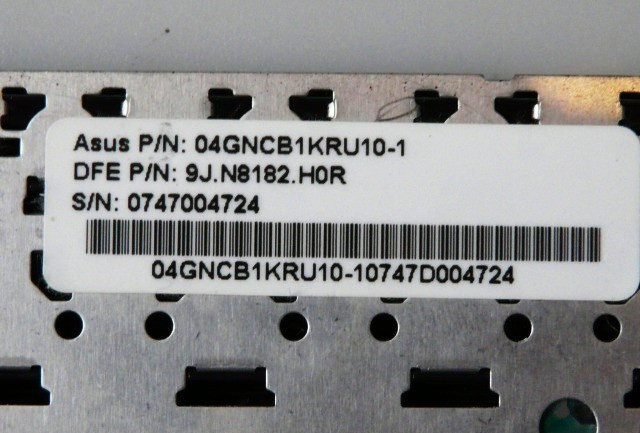 Asus P/N: 04GNCB1KRU10-1
DFE P/N: 9J.N8182.H0R
S/N: 0747004724
04GNCB1KRU10-10747D004724